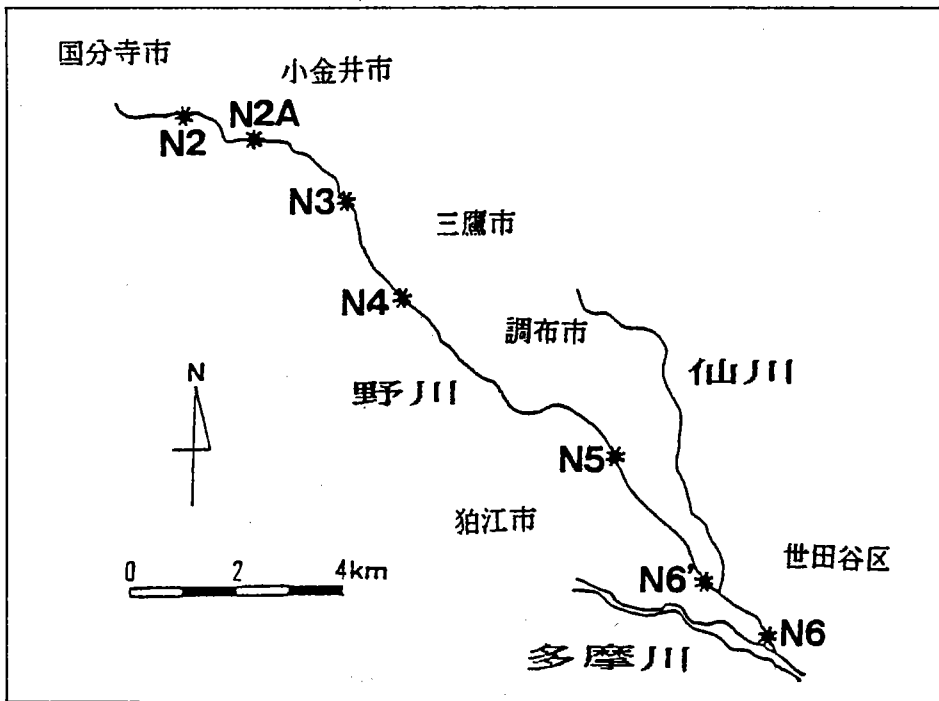 国分寺市
小金井市
N2A
N2
N3
三鷹市
N4
調布市
仙川
N
野川
N5
狛江市
世田谷区
0 2 4km
N6'
N6
多摩川